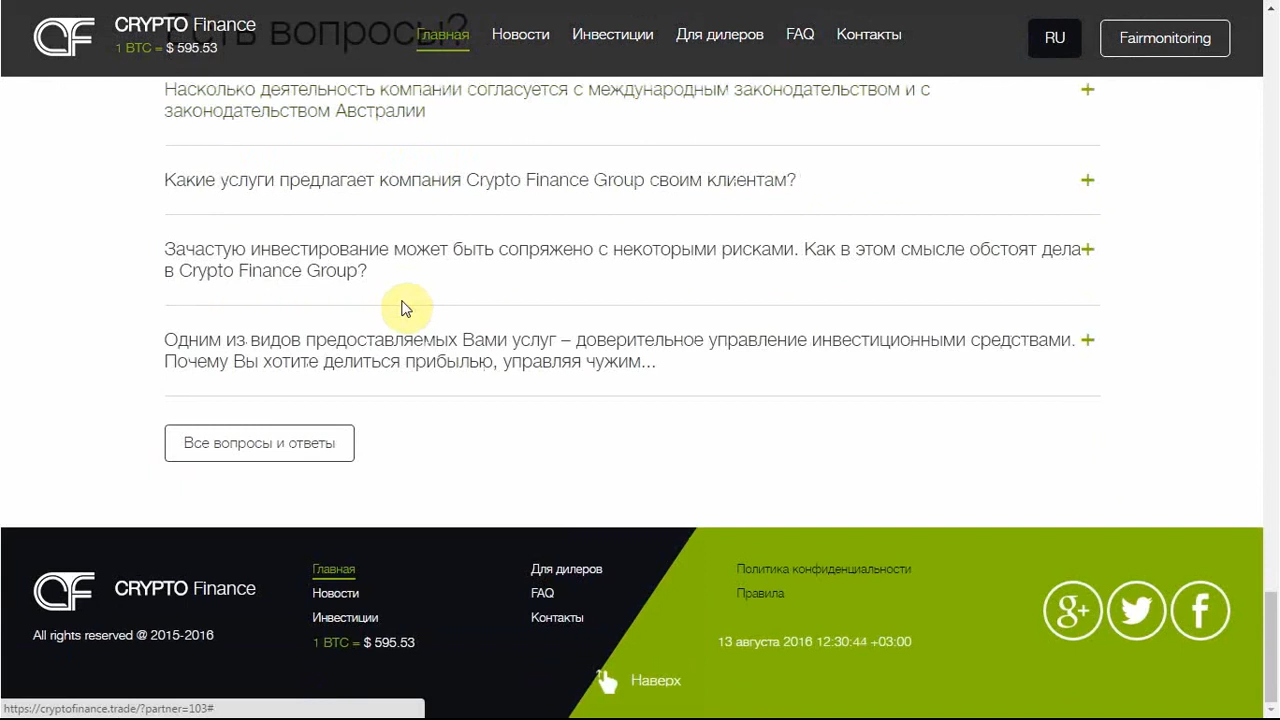 Есть вопросы?
CRYPTO Finance
1 BTC = $ 595.53
Главная
Новости
Инвестиции
Для дилеров
FAQ
Контакты
RU
Fairmonitoring
Насколько деятельность компании согласуется с международным законодательством и с
законодательством Австралии
Какие услуги предлагает компания Crypto Finance Group своим клиентам?
Зачастую инвестирование может быть сопряжено с некоторыми рисками. Как в этом смысле обстоят дела
в Crypto Finance Group?
Одним из видов предоставляемых Вами услуг – доверительное управление инвестиционными средствами.
Почему Вы хотите делиться прибылью, управляя чужим...
Все вопросы и ответы
CRYPTO Finance
All rights reserved @ 2015-2016
Главная
Новости
Инвестиции
1 BTC = $ 595.53
Для дилеров
FAQ
Контакты
Политика конфиденциальности
Правила
13 августа 2016 12:30:44 +03:00
Наверх
https://cryptofinance.trade/?partner=103#